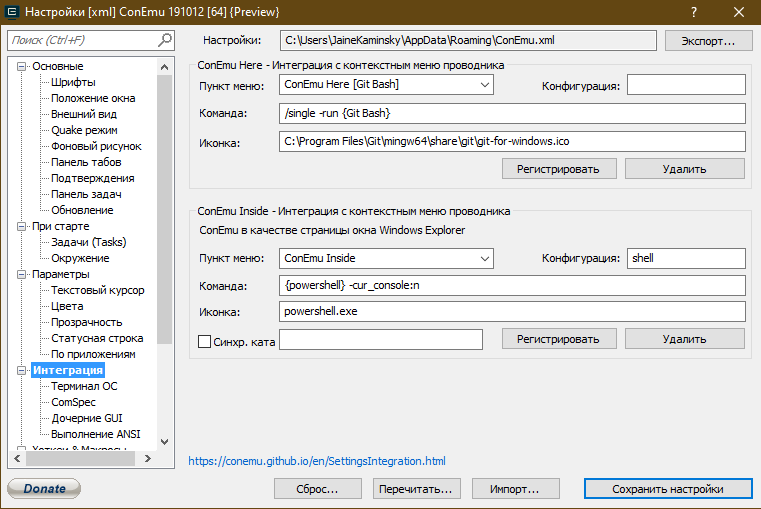 Настройки [xml] ConEmu 191012 [64] {Preview}
Поиск (Ctrl+F)
Основные
Шрифты
Положение окна
Внешний вид
Quake режим
Фоновый рисунок
Панель табов
Подтверждения
Панель задач
Обновление
При старте
Задачи (Tasks)
Окружение
Параметры
Текстовый курсор
Цвета
Прозрачность
Статусная строка
По приложениям
Интеграция
Терминал ОС
ComSpec
Дочерние GUI
Выполнение ANSI
Хоткеи & Макросы
Настройки: C:\Users\JaineKaminsky\AppData\Roaming\ConEmu.xml Экспорт...
ConEmu Here - Интеграция с контекстным меню проводника
Пункт меню: ConEmu Here [Git Bash] Конфигурация:
Команда: /single -run {Git Bash}
Иконка: C:\Program Files\Git\mingw64\share\git\git-for-windows.ico
Регистрировать Удалить
ConEmu Inside - Интеграция с контекстным меню проводника
ConEmu в качестве страницы окна Windows Explorer
Пункт меню: ConEmu Inside Конфигурация: shell
Команда: {powershell} -cur_console:n
Иконка: powershell.exe
Синхр. ката Регистрировать Удалить
https://conemu.github.io/en/SettingsIntegration.html
Donate Сброс... Перечитать... Импорт... Сохранить настройки